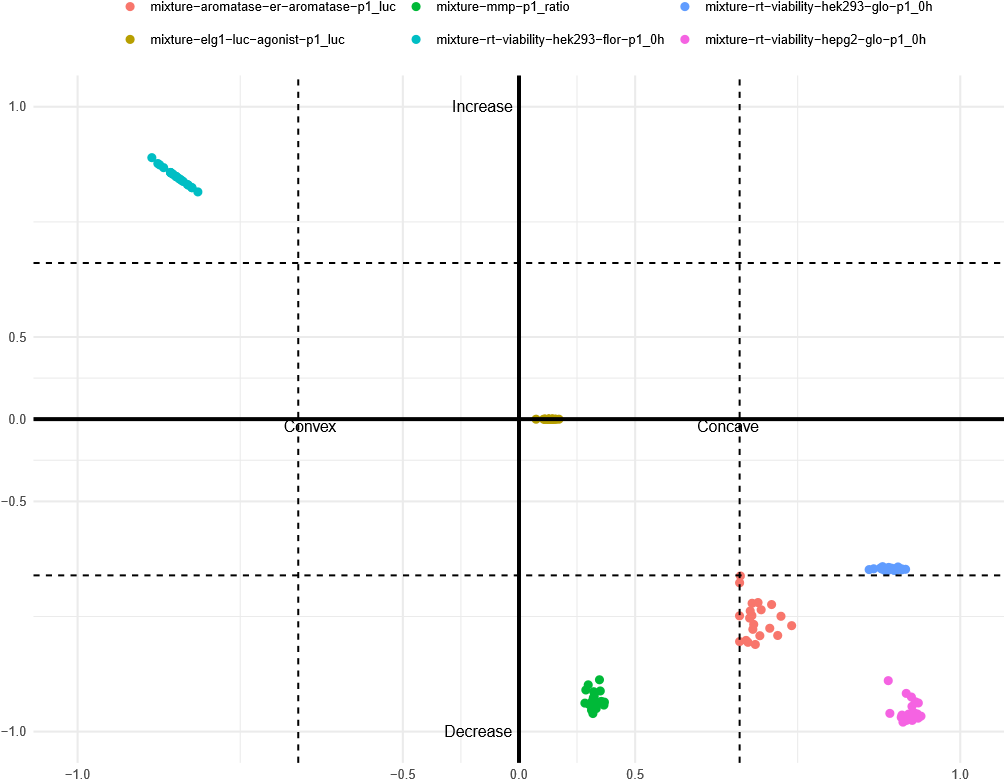 mixture−aromatase−er−aromatase−p1_luc mixture−mmp−p1_ratio mixture−rt−viability−hek293−glo−p1_0h
mixture−elg1−luc−agonist−p1_luc mixture−rt−viability−hek293−flor−p1_0h mixture−rt−viability−hepg2−glo−p1_0h
1.0 Increase
0.5
0.0
Convex Concave
−0.5
−1.0 Decrease
−1.0 −0.5 0.0 0.5 1.0